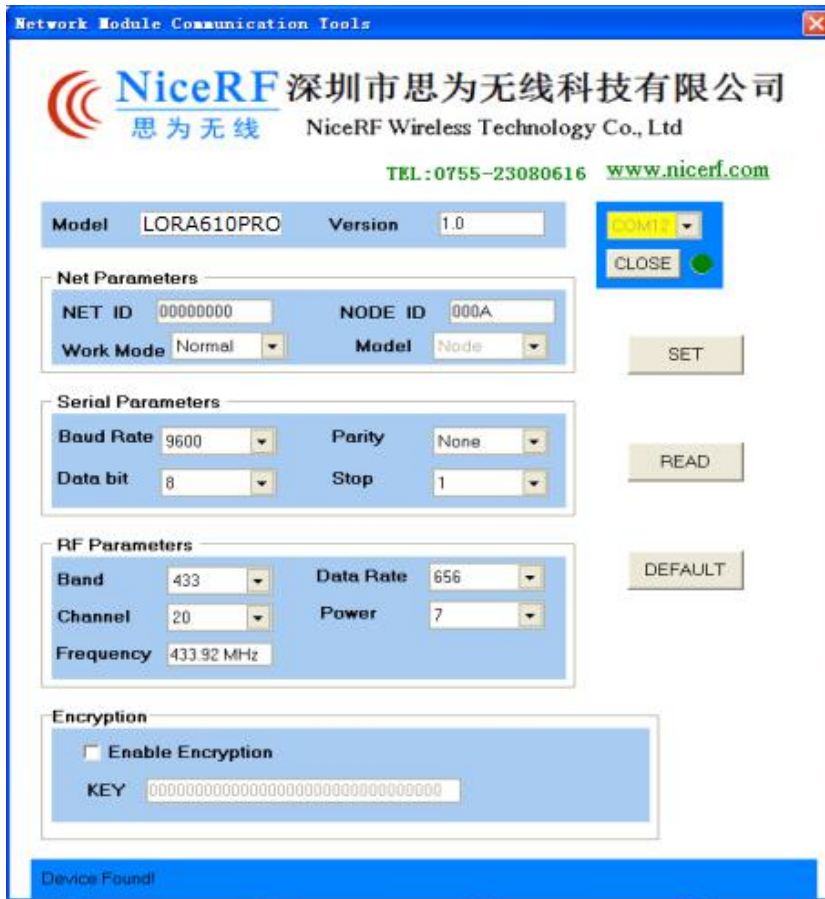 Network Module Communication Tools
NiceRF 深圳市思为无线科技有限公司
思为无线 NiceRF Wireless Technology Co., Ltd
TEL:0755-23080616 www.nicerf.com
Model LORA610PRO Version 1.0 COM12
CLOSE
Net Parameters
NET ID 00000000 NODE ID 000A
Work Mode Normal Model Node
SET
Serial Parameters
Baud Rate 9600 Parity None
Data bit 8 Stop 1
READ
RF Parameters
Band 433 Data Rate 656
DEFAULT
Channel 20 Power 7
Frequency 433.92 MHz
Encryption
Enable Encryption
KEY
Device Found!